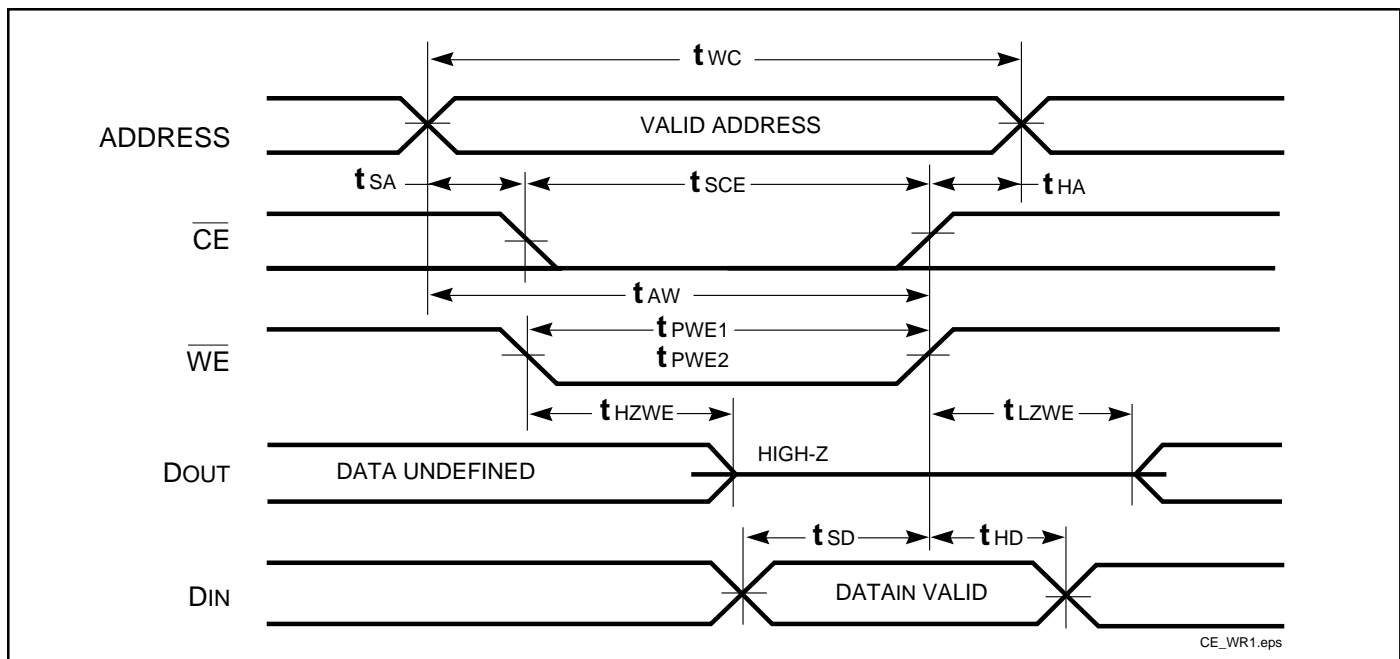 tWC
ADDRESS
VALID ADDRESS
tSA
tSCE
tHA
CE
tAW
tPWE1
WE
tPWE2
tHZWE
tLZWE
DOUT
DATA UNDEFINED
HIGH-Z
tSD
tHD
DIN
DATAIN VALID
CE_WR1.eps